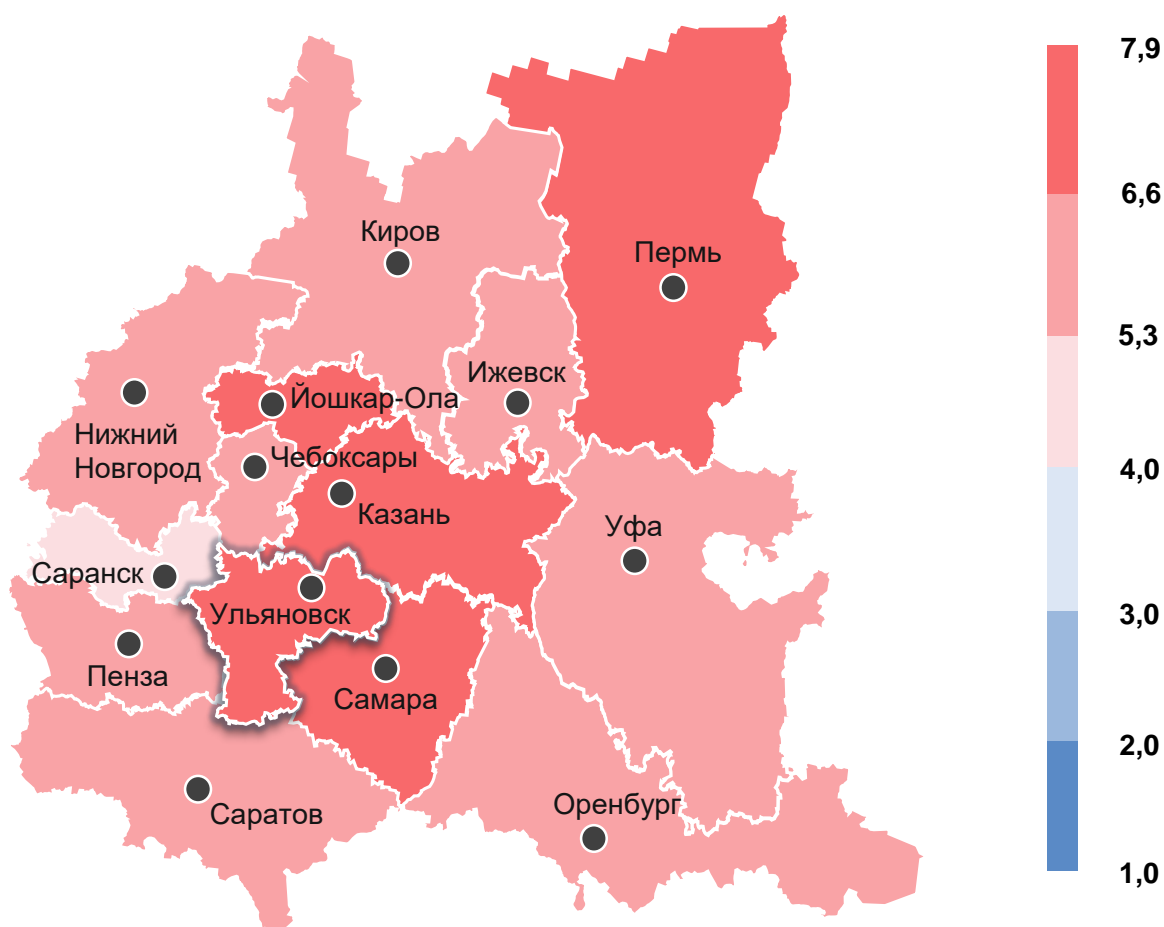 7,9
6,6
5,3
4,0
3,0
2,0
1,0
Киров
Пермь
Ижевск
Йошкар-Ола
Нижний
Новгород
Чебоксары
Казань
Уфа
Саранск
Ульяновск
Пенза
Самара
Саратов
Оренбург